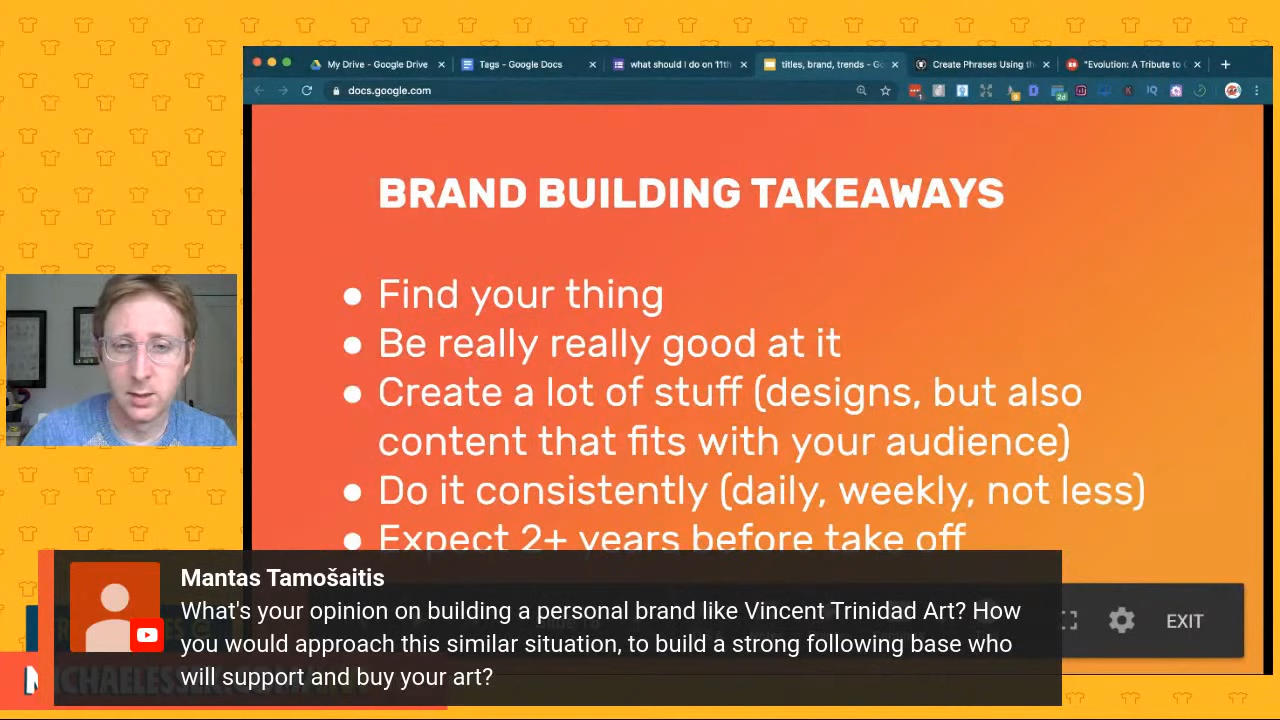 My Drive - Google Drive
Tags - Google Docs
what should I do on 11th
titles, brand, trends - Go
Create Phrases Using th
"Evolution: A Tribute to
docs.google.com
BRAND BUILDING TAKEAWAYS
● Find your thing
● Be really really good at it
● Create a lot of stuff (designs, but also
content that fits with your audience)
● Do it consistently (daily, weekly, not less)
● Expect 2+ years before take off
EXIT
Mantas Tamošaitis
What's your opinion on building a personal brand like Vincent Trinidad Art? How
you would approach this similar situation, to build a strong following base who
will support and buy your art?